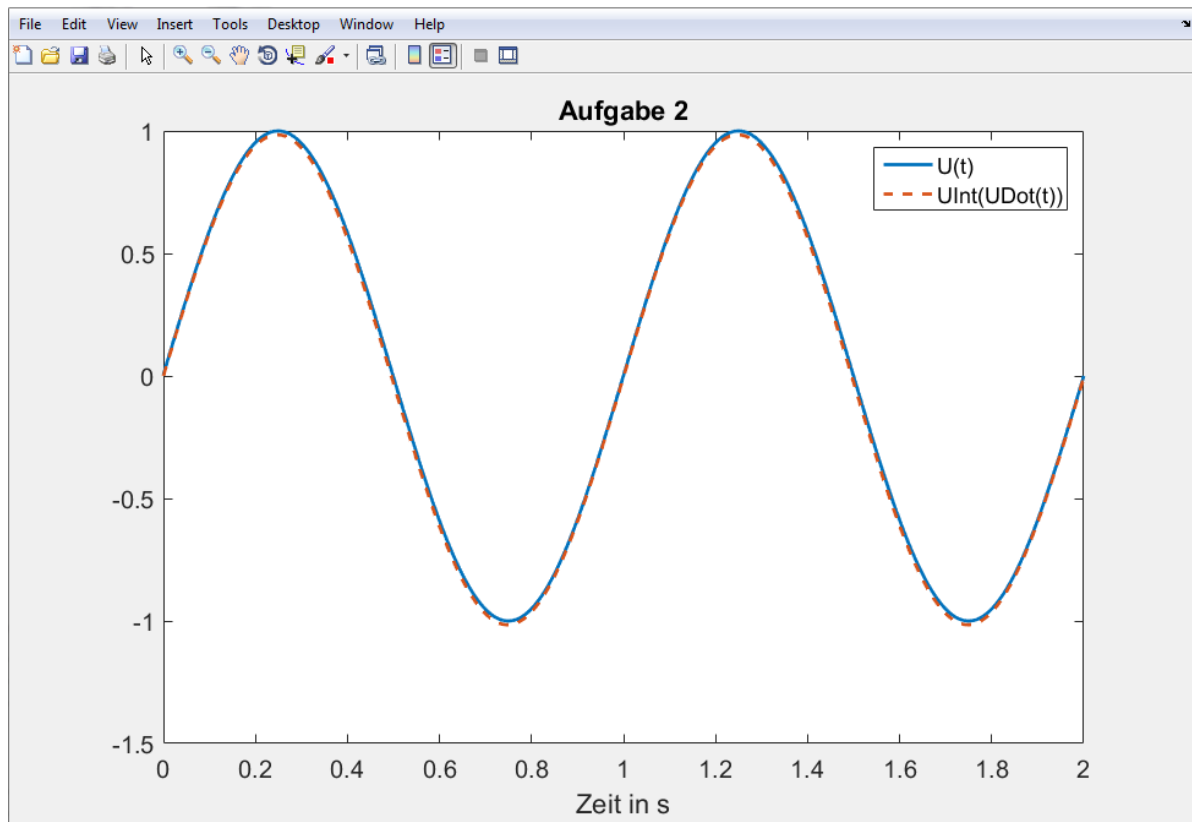 File Edit View Insert Tools Desktop Window Help
Aufgabe 2
U(t)
UInt(UDot(t))
1
0.5
0
-0.5
-1
-1.5
0 0.2 0.4 0.6 0.8 1 1.2 1.4 1.6 1.8 2
Zeit in s